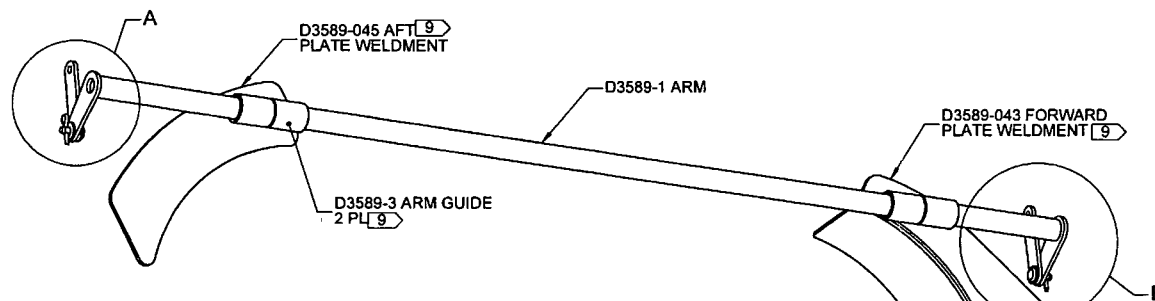 A
D3589-045 AFT 9
PLATE WELDMENT
D3589-1 ARM
D3589-043 FORWARD
PLATE WELDMENT 9
D3589-3 ARM GUIDE
2 PL 9